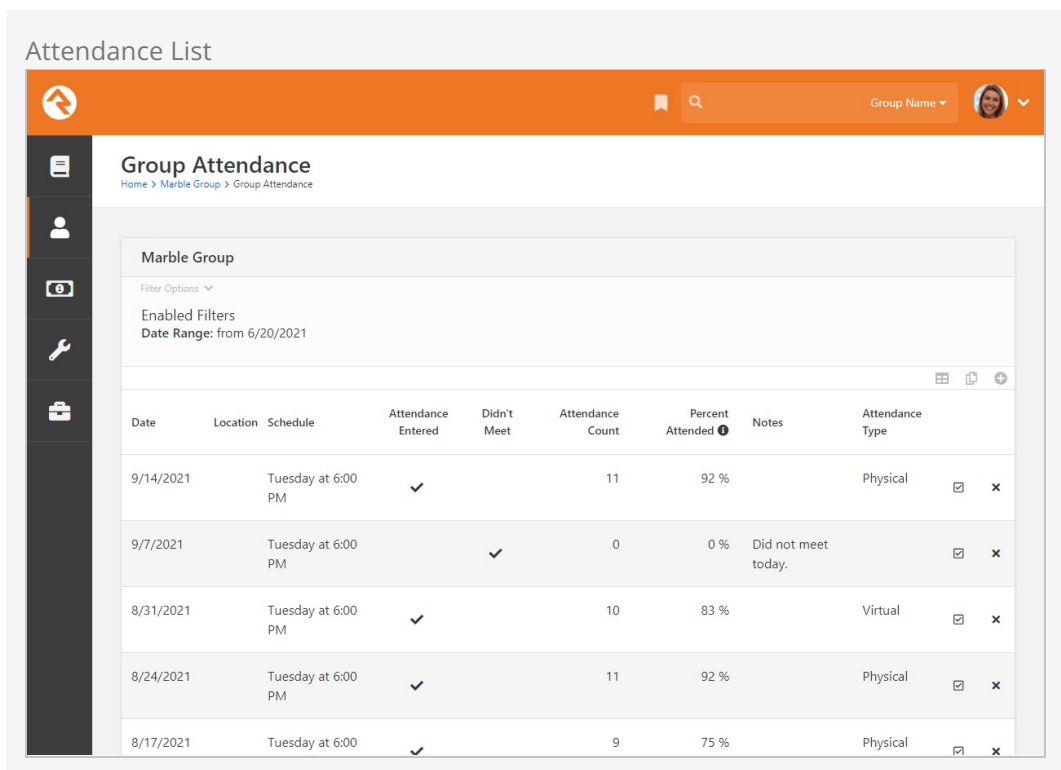 Attendance List
Group Name
Group Attendance
Home > Marble Group > Group Attendance
Marble Group
Filter Options
Enabled Filters
Date Range: from 6/20/2021
Date Location Schedule Attendance Entered Didn't Meet Attendance Count Percent Attended Notes Attendance Type
9/14/2021 Tuesday at 6:00 PM 11 92 % Physical
9/7/2021 Tuesday at 6:00 PM 0 0 % Did not meet today.
8/31/2021 Tuesday at 6:00 PM 10 83 % Virtual
8/24/2021 Tuesday at 6:00 PM 11 92 % Physical
8/17/2021 Tuesday at 6:00 9 75 % Physical